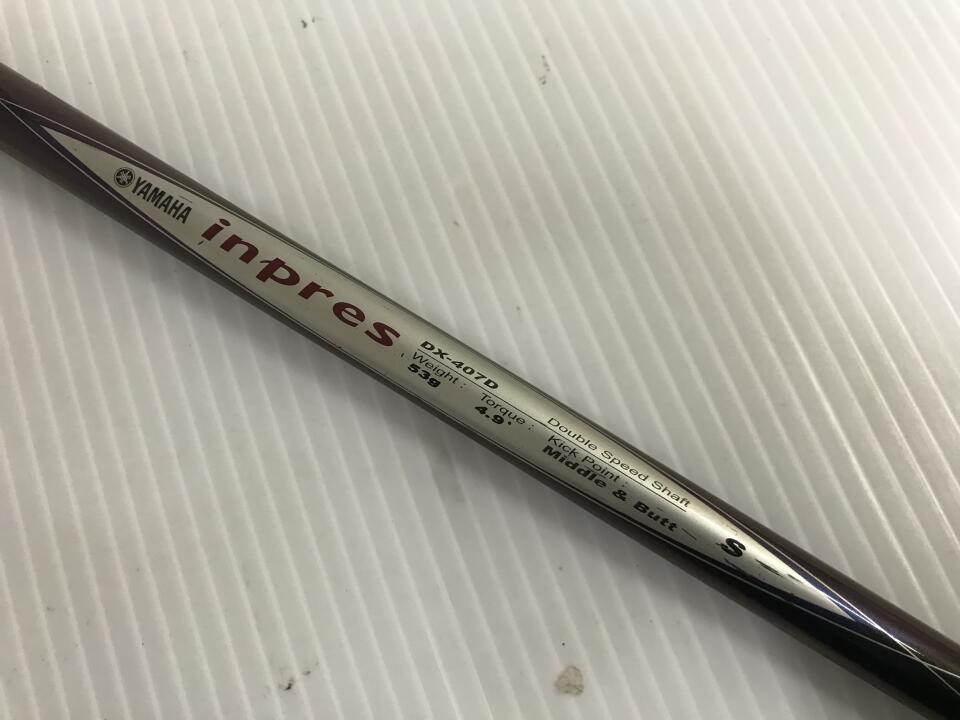 YAMAHA
inpres
DX-407D Double Speed Shaft
Weight : Torque : Kick Point :
53g 4.9° Middle & Butt
S